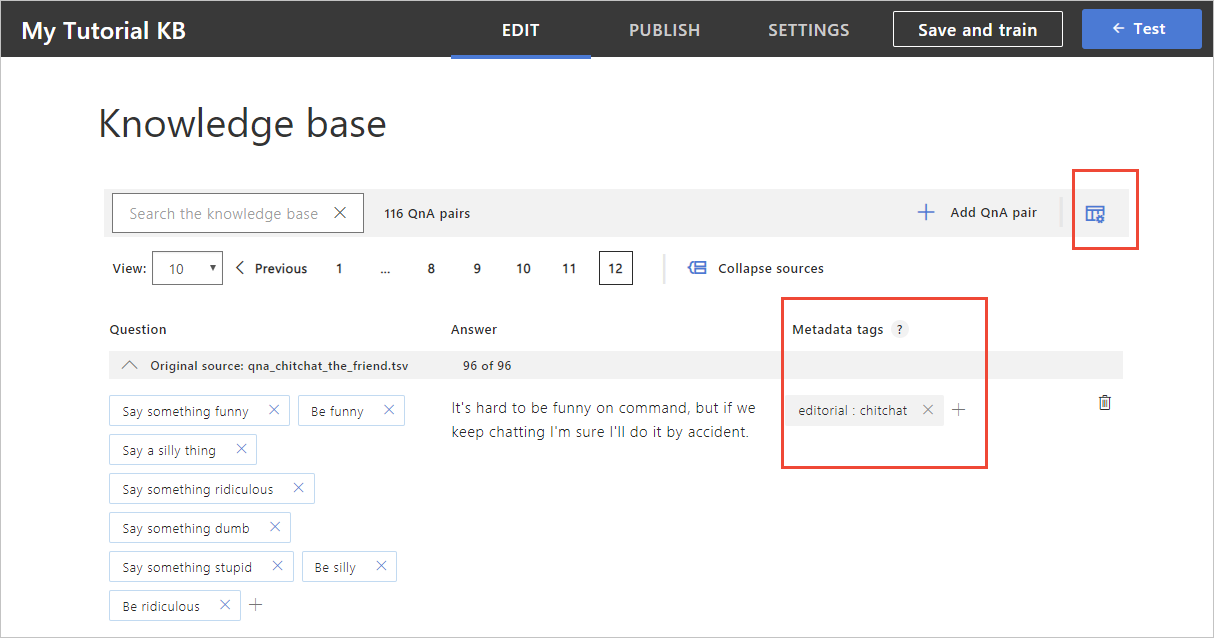 My Tutorial KB EDIT PUBLISH SETTINGS Save and train ← Test
Knowledge base
Search the knowledge base 116 QnA pairs Add QnA pair
View: 10 Previous 1 ... 8 9 10 11 12 Collapse sources
Question Answer Metadata tags ?
Original source: qna_chitchat_the_friend.tsv 96 of 96
Say something funny Be funny It's hard to be funny on command, but if we editorial : chitchat
keep chatting I'm sure I'll do it by accident.
Say a silly thing
Say something ridiculous
Say something dumb
Say something stupid Be silly
Be ridiculous